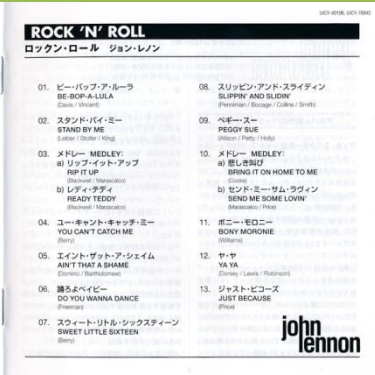 ROCK 'N' ROLL
ロックン・ロール ジョン・レノン
01. ビー・バップ・ア・ルーラ
BE-BOP-A-LULA
(Davis / Vincent)
02. スタンド・バイ・ミー
STAND BY ME
(Leiber / Stoller / King)
03. メドレー MEDLEY:
a) リップ・イット・アップ
RIP IT UP
(Blackwell / Marascalco)
b) レディ・テディ
READY TEDDY
(Blackwell / Marascalco)
04. ユー・キャント・キャッチ・ミー
YOU CAN'T CATCH ME
(Berry)
05. エイント・ザット・ア・シェイム
AIN'T THAT A SHAME
(Domino / Bartholomew)
06. 踊ろよベイビー
DO YOU WANNA DANCE
(Freeman)
07. スウィート・リトル・シックスティーン
SWEET LITTLE SIXTEEN
(Berry)
08. スリッピン・アンド・スライディン
SLIPPIN' AND SLIDIN'
(Penniman / Bocage / Collins / Smith)
09. ペギー・スー
PEGGY SUE
(Allison / Petty / Holly)
10. メドレー MEDLEY:
a) 悲しき叫び
BRING IT ON HOME TO ME
(Cooke)
b) センド・ミー・サム・ラヴィン
SEND ME SOME LOVIN'
(Marascalco / Price)
11. ボニー・モロニー
BONY MORONIE
(Williams)
12. ヤ・ヤ
YA YA
(Dorsey / Lewis / Robinson)
13. ジャスト・ビコーズ
JUST BECAUSE
(Price)
john
lennon